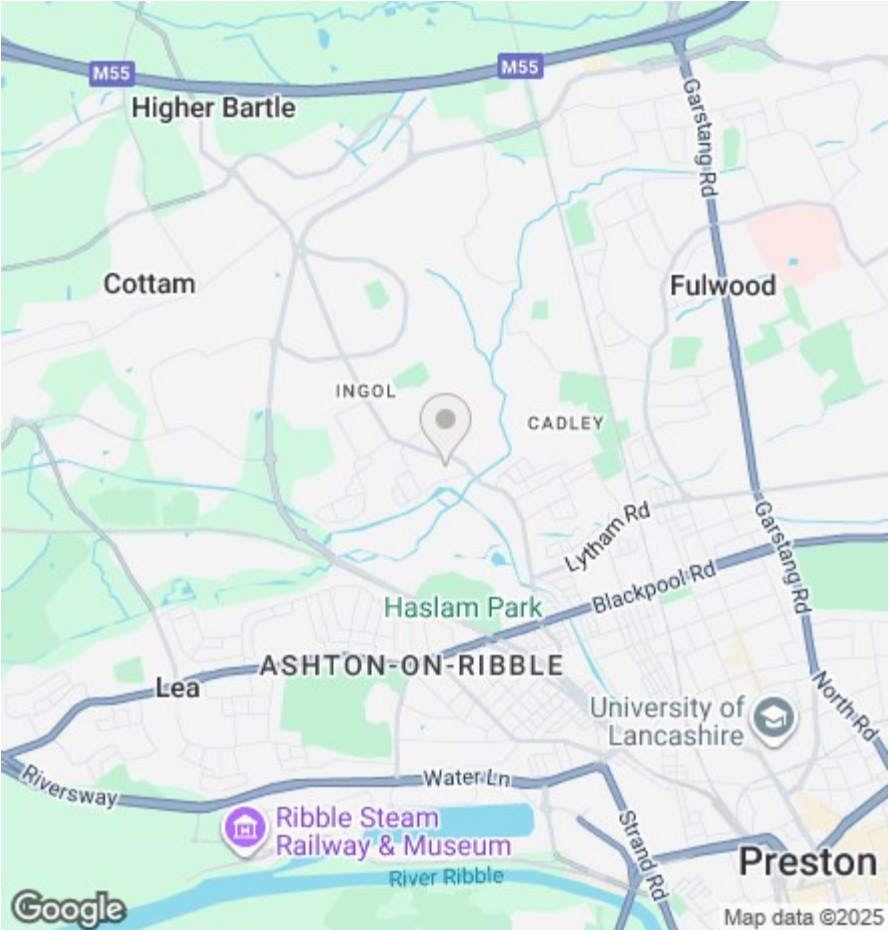 M55
M55
Higher Bartle
Garstang Rd
Cottam
Fulwood
INGOL
CADLEY
Lytham Rd
Garstang Rd
Blackpool Rd
Haslam Park
ASHTON-ON-RIBBLE
Lea
North Rd
University of
Lancashire
Riversway
Water Ln
Ribble Steam
Railway & Museum
Strand Rd
Preston
River Ribble
Google
Map data ©2025